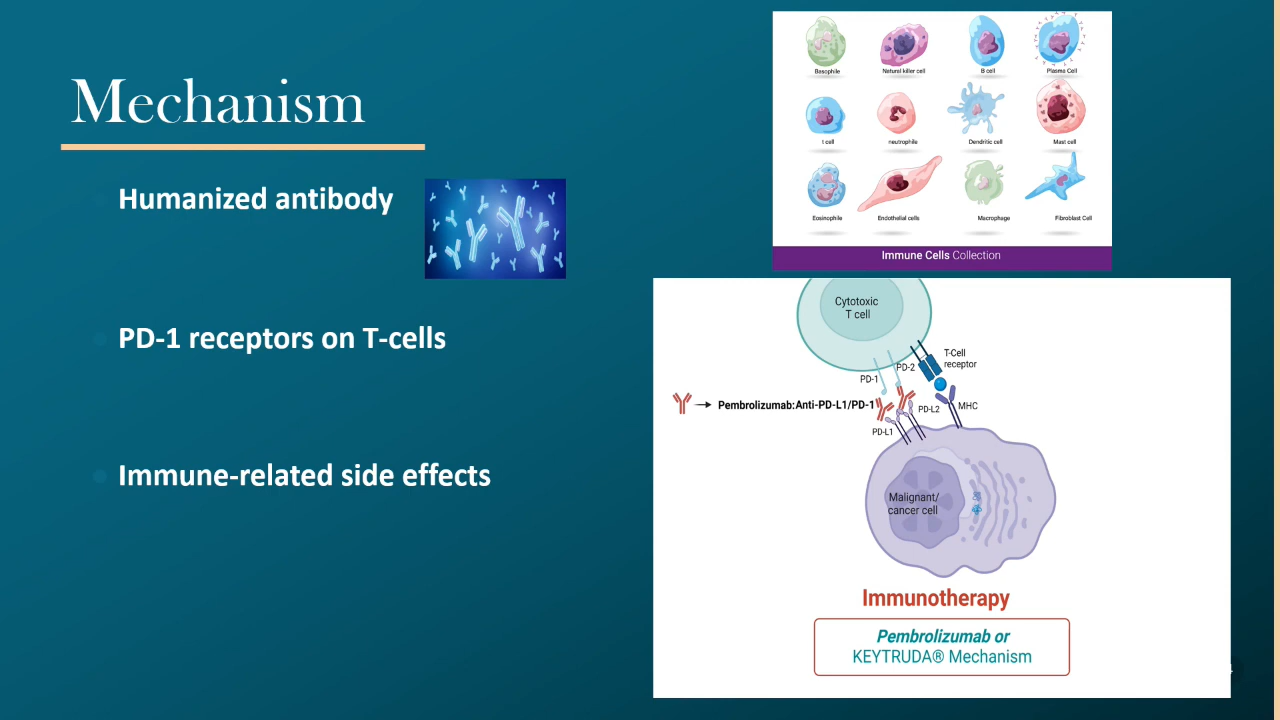 Mechanism
Humanized antibody
PD-1 receptors on T-cells
Immune-related side effects
Basophile
Natural killer cell
B cell
Plasma Cell
t cell
neutrophile
Dendritic cell
Mast cell
Eosinophile
Endothelial cells
Macrophage
Fibroblast Cell
Immune Cells Collection
Cytotoxic
T cell
T-Cell
receptor
PD-2
PD-1
Pembrolizumab:Anti-PD-L1/PD-1
PD-L2
MHC
PD-L1
Malignant/
cancer cell
Immunotherapy
Pembrolizumab or
KEYTRUDA® Mechanism